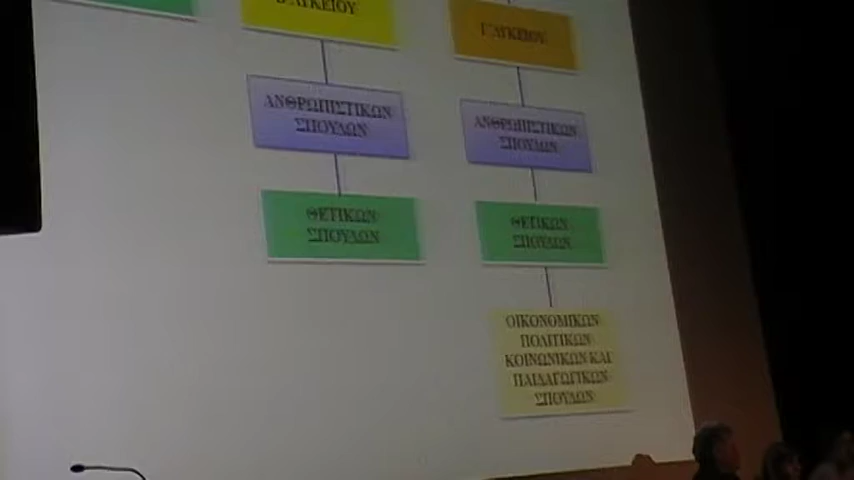 Β΄ ΛΥΚΕΙΟΥ
Γ΄ ΛΥΚΕΙΟΥ
ΑΝΘΡΩΠΙΣΤΙΚΩΝ
ΣΠΟΥΔΩΝ
ΑΝΘΡΩΠΙΣΤΙΚΩΝ
ΣΠΟΥΔΩΝ
ΘΕΤΙΚΩΝ
ΣΠΟΥΔΩΝ
ΘΕΤΙΚΩΝ
ΣΠΟΥΔΩΝ
ΟΙΚΟΝΟΜΙΚΩΝ
ΠΟΛΙΤΙΚΩΝ
ΚΟΙΝΩΝΙΚΩΝ ΚΑΙ
ΠΑΙΔΑΓΩΓΙΚΩΝ
ΣΠΟΥΔΩΝ